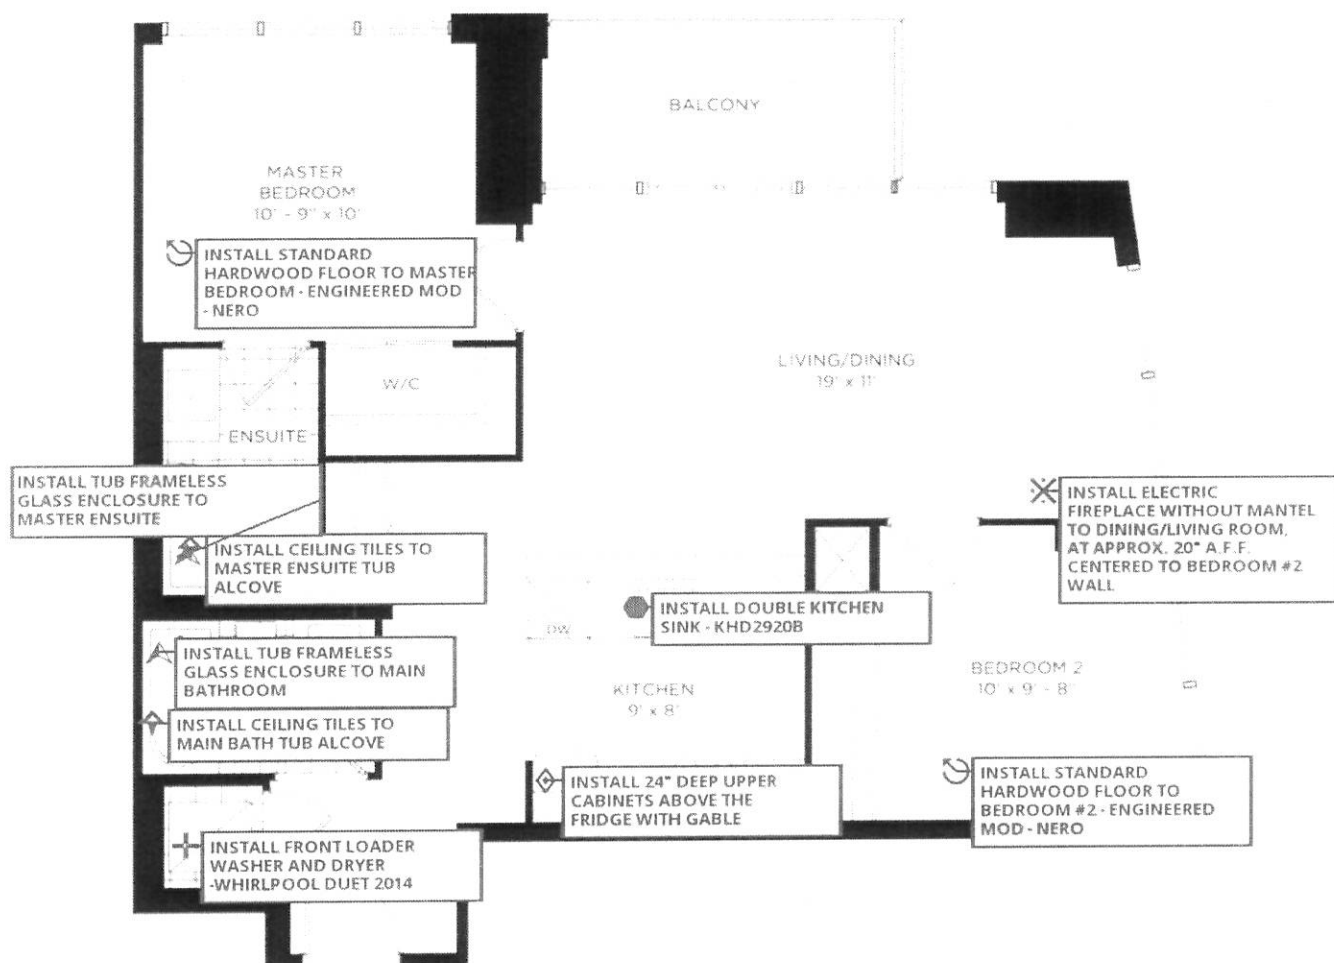 BALCONY
MASTER
BEDROOM
10' - 9" x 10'
INSTALL STANDARD
HARDWOOD FLOOR TO MASTER
BEDROOM - ENGINEERED MOD
- NERO
LIVING/DINING
19' x 11'
W/C
ENSUITE
INSTALL TUB FRAMELESS
GLASS ENCLOSURE TO
MASTER ENSUITE
INSTALL ELECTRIC
FIREPLACE WITHOUT MANTEL
TO DINING/LIVING ROOM,
AT APPROX. 20" A.F.F.
CENTERED TO BEDROOM #2
WALL
INSTALL CEILING TILES TO
MASTER ENSUITE TUB
ALCOVE
INSTALL DOUBLE KITCHEN
SINK - KHD2920B
DW
INSTALL TUB FRAMELESS
GLASS ENCLOSURE TO MAIN
BATHROOM
KITCHEN
9' x 8'
BEDROOM 2
10' x 9' - 8"
INSTALL CEILING TILES TO
MAIN BATH TUB ALCOVE
INSTALL 24" DEEP UPPER
CABINETS ABOVE THE
FRIDGE WITH GABLE
INSTALL STANDARD
HARDWOOD FLOOR TO
BEDROOM #2 - ENGINEERED
MOD - NERO
INSTALL FRONT LOADER
WASHER AND DRYER
-WHIRLPOOL DUET 2014